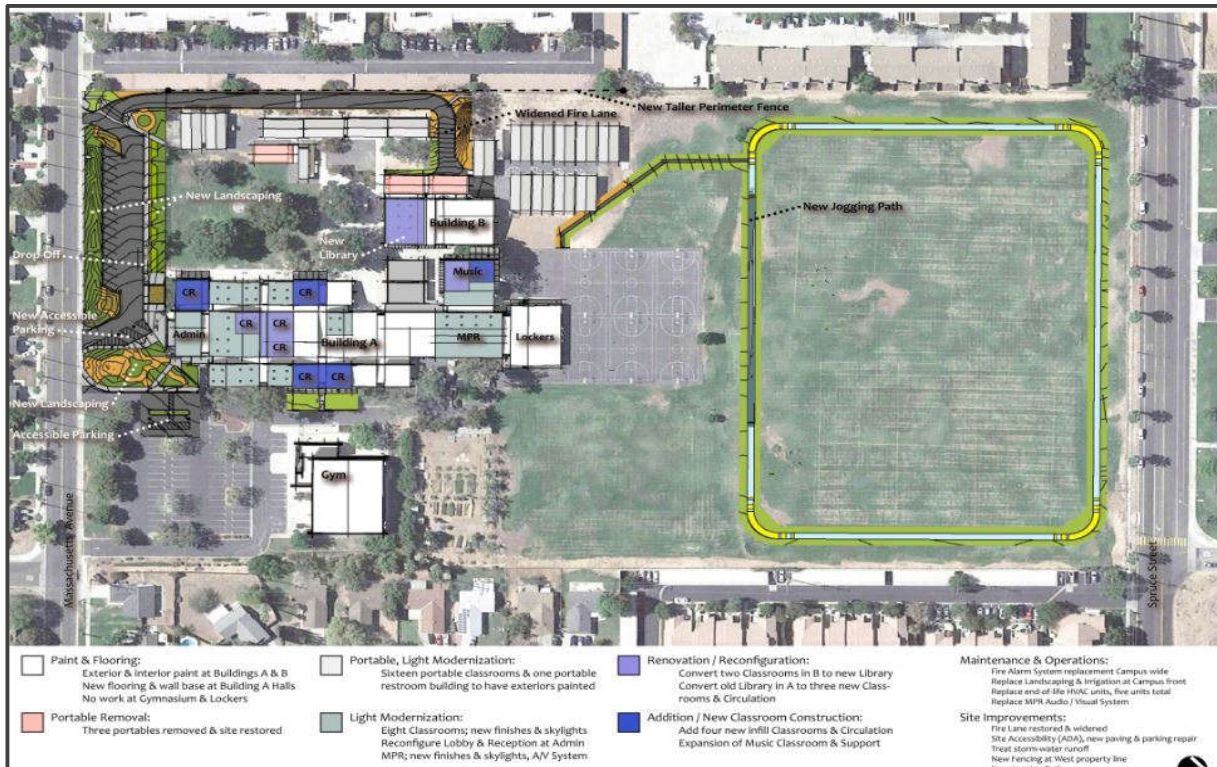 New Taller Perimeter Fence
Widened Fire Lane
New Landscaping
New Jogging Path
Building B
New
Library
Drop Off
Music
CR
CR
New Accessible
Parking
Admin
CR
CR
CR
Building A
MPR
Lockers
CR
CR
New Landscaping
Accessible Parking
Gym
Massachusetts Avenue
Spruce Street
Paint & Flooring:
Exterior & interior paint at Buildings A & B
New flooring & wall base at Building A Halls
No work at Gymnasium & Lockers
Portable Removal:
Three portables removed & site restored
Portable, Light Modernization:
Sixteen portable classrooms & one portable
restroom building to have exteriors painted
Light Modernization:
Eight Classrooms; new finishes & skylights
Reconfigure Lobby & Reception at Admin
MPR; new finishes & skylights, A/V System
Renovation / Reconfiguration:
Convert two Classrooms in B to new Library
Convert old Library in A to three new Class-
rooms & Circulation
Addition / New Classroom Construction:
Add four new infill Classrooms & Circulation
Expansion of Music Classroom & Support
Maintenance & Operations:
Fire Alarm System replacement Campus wide
Replace Landscaping & Irrigation at Campus front
Replace end-of-life HVAC units, five units total
Replace MPR Audio / Visual System
Site Improvements:
Fire Lane restored & widened
Site Accessibility (ADA), new paving & parking repair
Treat storm-water runoff
New Fencing at West property line